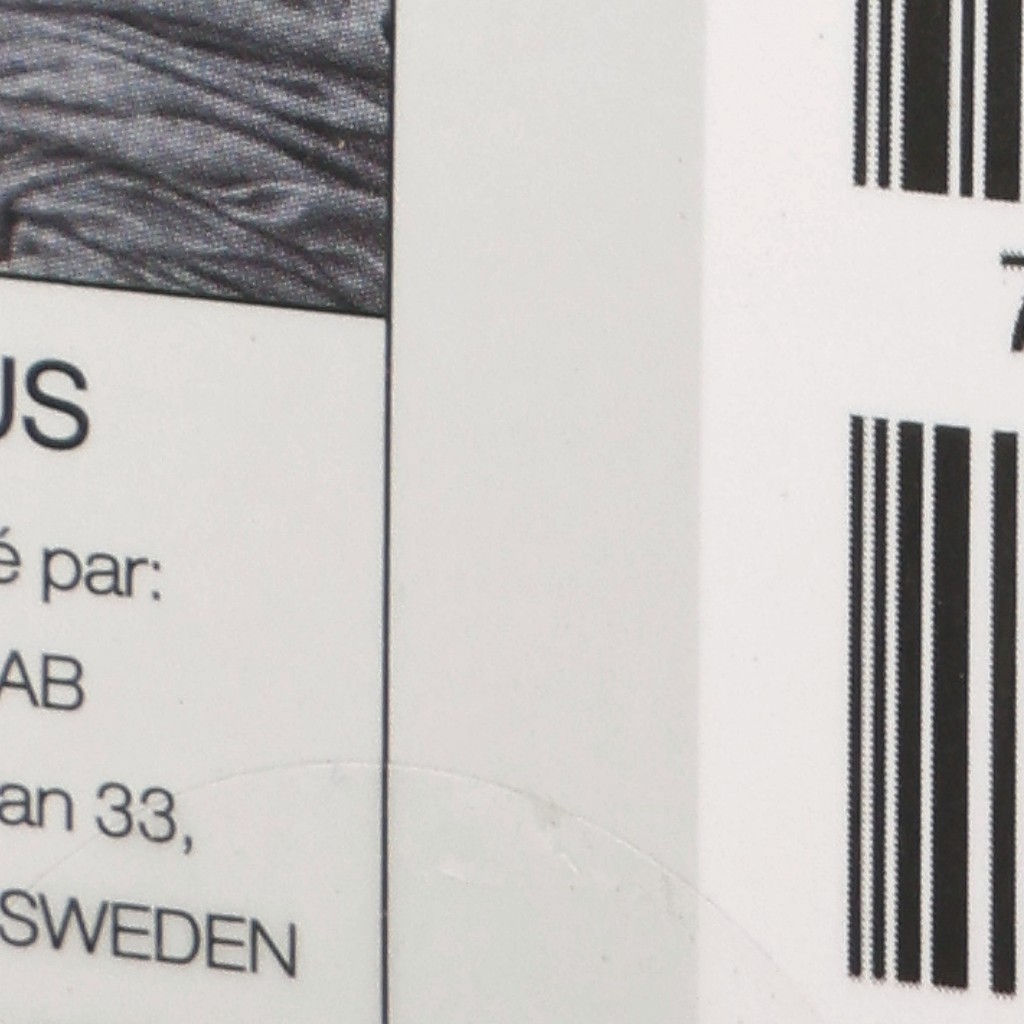 US
é par:
AB
an 33,
SWEDEN
7